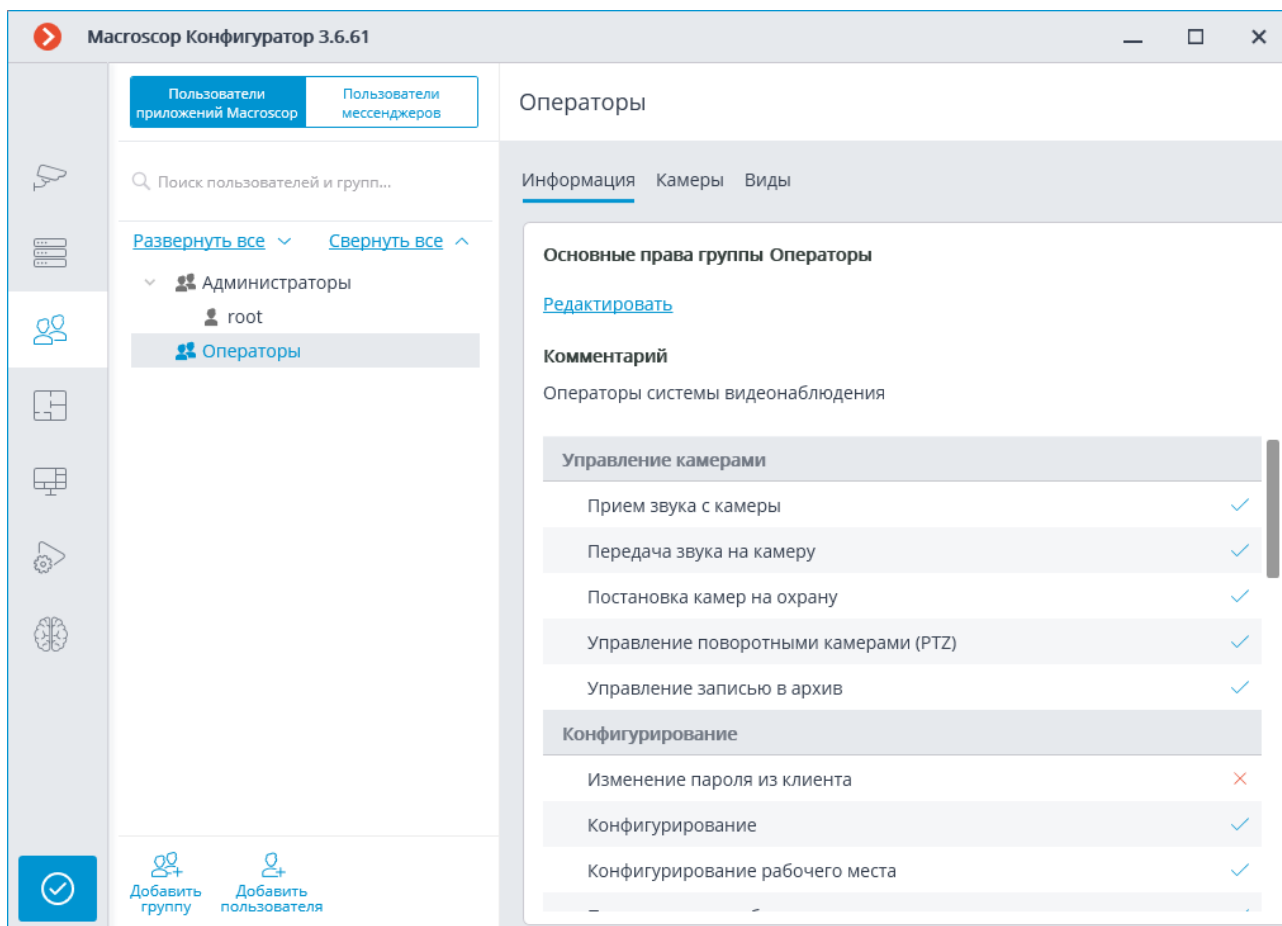 Macroscop Конфигуратор 3.6.61
Пользователи
приложений Macroscop
Пользователи
мессенджеров
Поиск пользователей и групп...
Развернуть все
Свернуть все
Администраторы
root
Операторы
Добавить
группу
Добавить
пользователя
Операторы
Информация
Камеры
Виды
Основные права группы Операторы
Редактировать
Комментарий
Операторы системы видеонаблюдения
Управление камерами
Прием звука с камеры
Передача звука на камеру
Постановка камер на охрану
Управление поворотными камерами (PTZ)
Управление записью в архив
Конфигурирование
Изменение пароля из клиента
Конфигурирование
Конфигурирование рабочего места